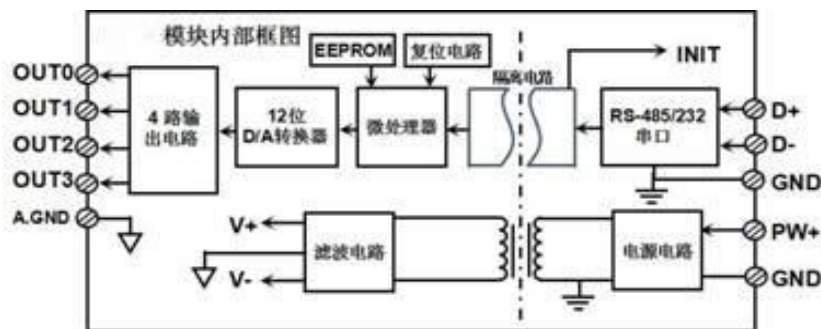 模块内部框图
EEPROM
复位电路
隔离电路
INIT
OUT0
OUT1
OUT2
OUT3
A.GND
4 路输
出电路
12位
D/A转换器
微处理器
RS-485/232
串口
D+
D-
GND
V+
V-
滤波电路
电源电路
PW+
GND